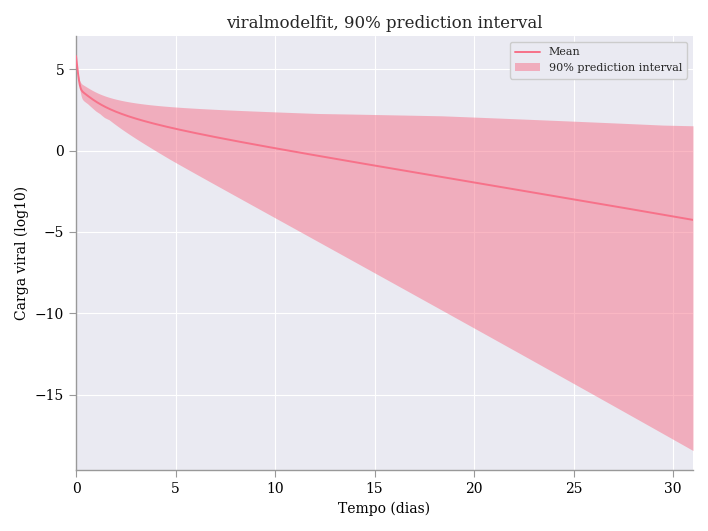 viralmodelfit, 90% prediction interval
Mean
90% prediction interval
Carga viral (log10)
5
0
−5
−10
−15
0 5 10 15 20 25 30
Tempo (dias)